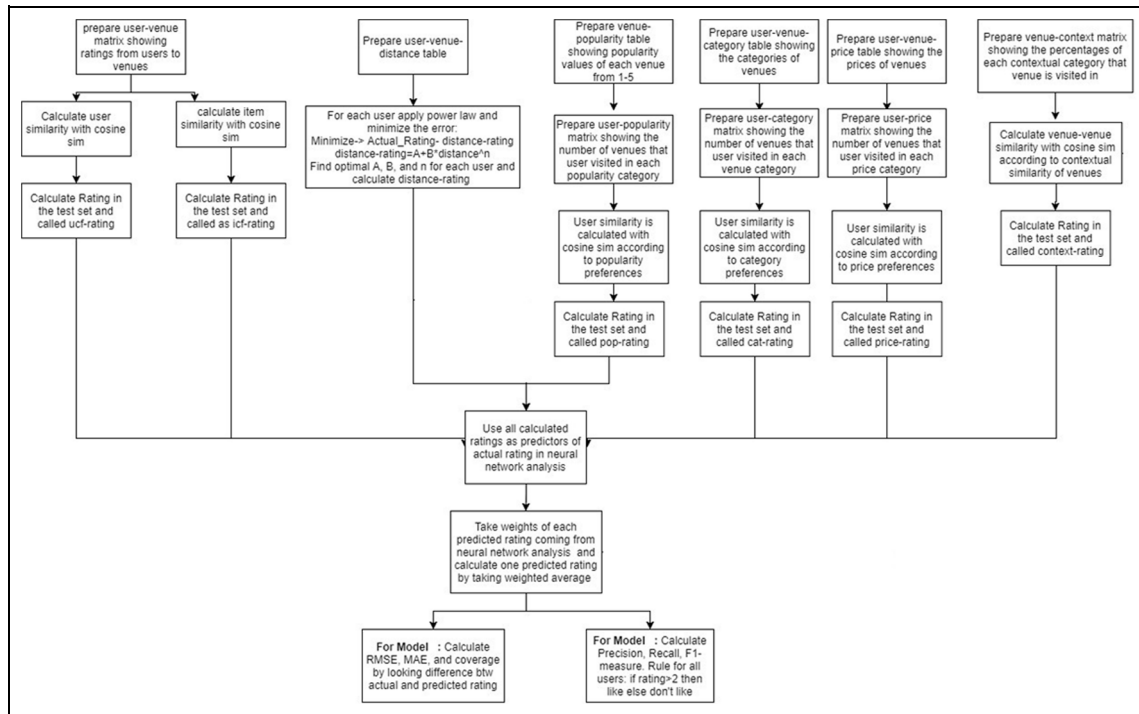 prepare user-venue
matrix showing
ratings from users to
venues
Prepare user-venue-
distance table
Prepare venue-
popularity table
showing popularity
values of each venue
from 1-5
Prepare user-venue-
category table showing
the categories of
venues
Prepare user-venue-
price table showing the
prices of venues
Prepare venue-context matrix
showing the percentages of
each contextual category that
venue is visited in
Calculate user
similarity with cosine
sim
calculate item
similarity with cosine
sim
For each user apply power law and
minimize the error:
Minimize-> Actual_Rating- distance-rating
distance-rating=A+B*distance^n
Find optimal A, B, and n for each user and
calculate distance-rating
Prepare user-popularity
matrix showing the
number of venues that
user visited in each
popularity category
Prepare user-category
matrix showing the
number of venues that
user visited in each
venue category
Prepare user-price
matrix showing the
number of venues that
user visited in each
price category
Calculate venue-venue
similarity with cosine sim
according to contextual
similarity of venues
Calculate Rating in
the test set and
called ucf-rating
Calculate Rating in
the test set and
called as icf-rating
User similarity is
calculated with
cosine sim according
to popularity
preferences
User similarity is
calculated with
cosine sim according
to category
preferences
User similarity is
calculated with
cosine sim according
to price preferences
Calculate Rating in
the test set and
called context-rating
Calculate Rating in
the test set and
called pop-rating
Calculate Rating in
the test set and
called cat-rating
Calculate Rating in
the test set and
called price-rating
Use all calculated
ratings as predictors of
actual rating in neural
network analysis
Take weights of each
predicted rating coming from
neural network analysis and
calculate one predicted rating
by taking weighted average
For Model : Calculate
RMSE, MAE, and coverage
by looking difference btw
actual and predicted rating
For Model : Calculate
Precision, Recall, F1-
measure. Rule for all
users: if rating>2 then
like else don't like